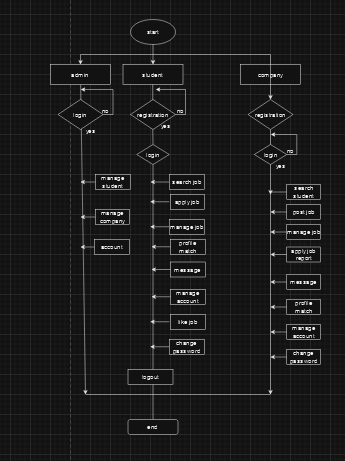 start
admin
student
company
login
no
registration
no
registration
yes
yes
login
login
no
yes
manage
student
search job
search
student
apply job
post job
manage
company
manage job
manage job
account
profile
match
apply job
report
message
message
manage
account
profile
match
like job
manage
account
change
password
change
password
logout
end